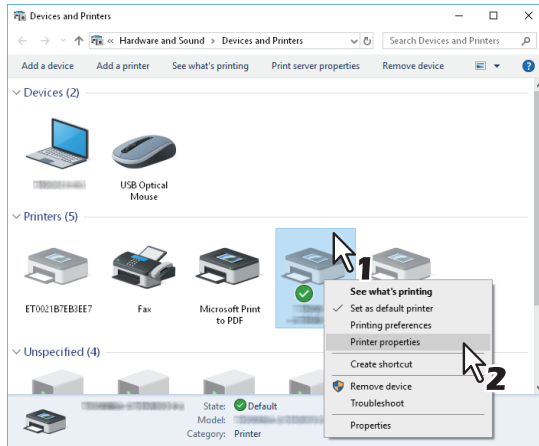 Devices and Printers
« Hardware and Sound › Devices and Printers
Search Devices and Printers
Add a device Add a printer See what's printing Print server properties Remove device
Devices (2)
USB Optical
Mouse
Printers (5)
1
ET0021B7EB3EE7 Fax Microsoft Print
to PDF
See what's printing
Set as default printer
Printing preferences
Printer properties
2
Create shortcut
Remove device
Troubleshoot
Properties
Unspecified (4)
State: Default
Model:
Category: Printer